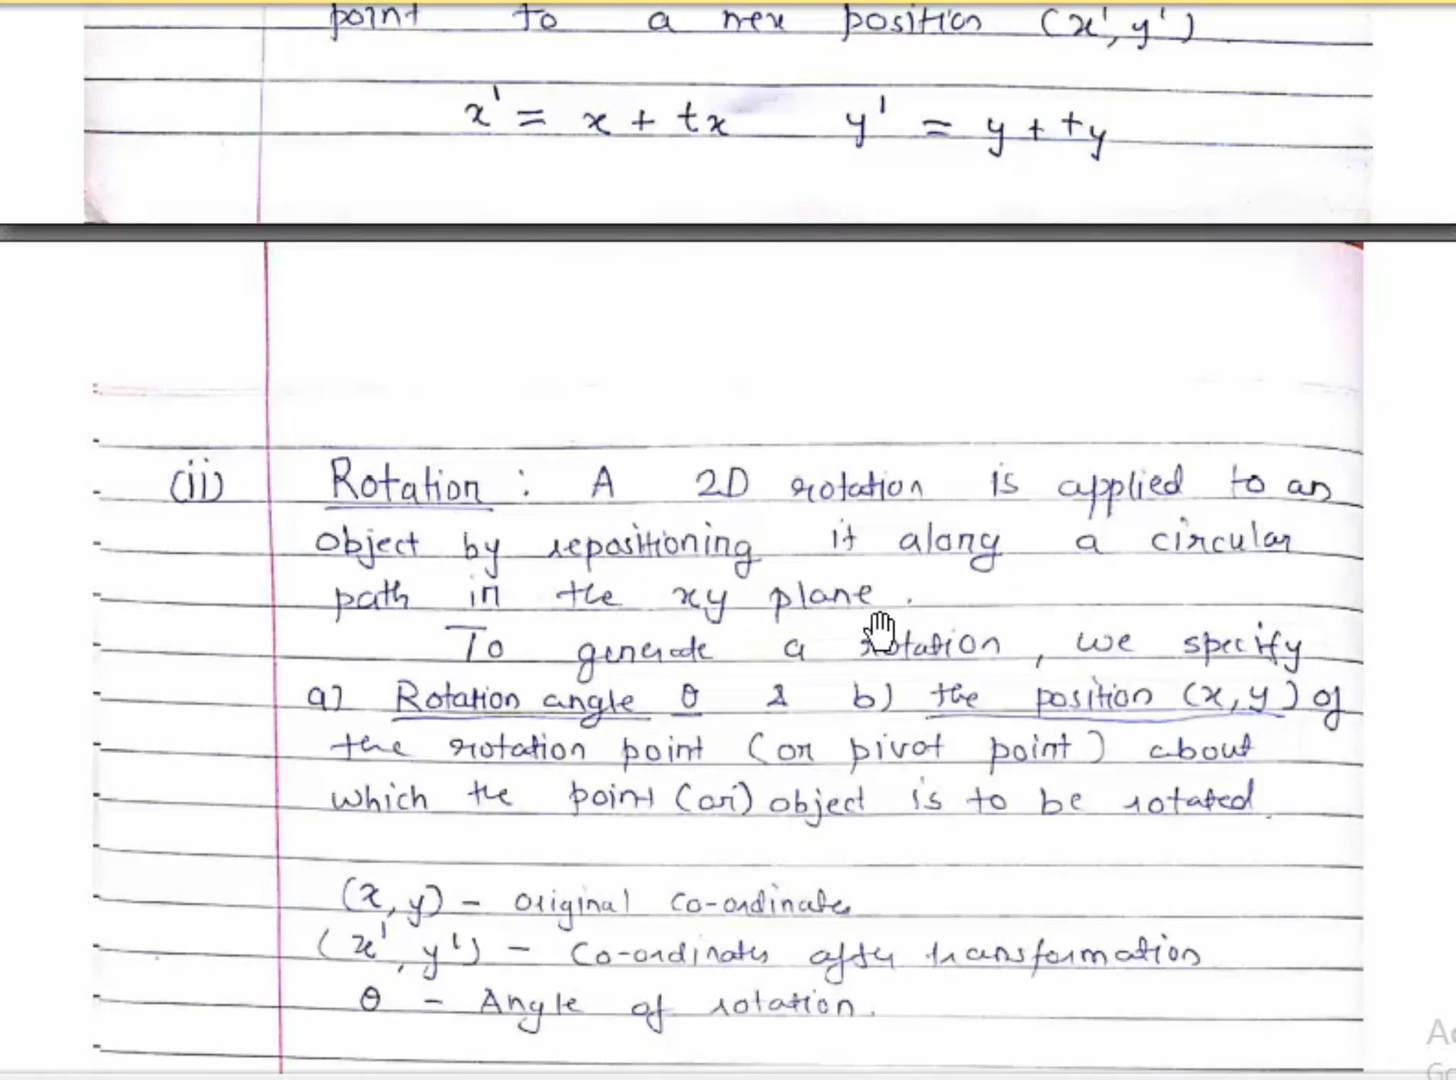 point to a new position (x', y')
x' = x + tx y' = y + ty
(ii) Rotation : A 2D rotation is applied to an
object by repositioning it along a circular
path in the xy plane.
To generate a rotation, we specify
a) Rotation angle θ & b) the position (x, y) of
the rotation point (or pivot point) about
which the point (or) object is to be rotated.
(x, y) - original co-ordinates
(x', y') - Co-ordinates after transformation
θ - Angle of rotation.